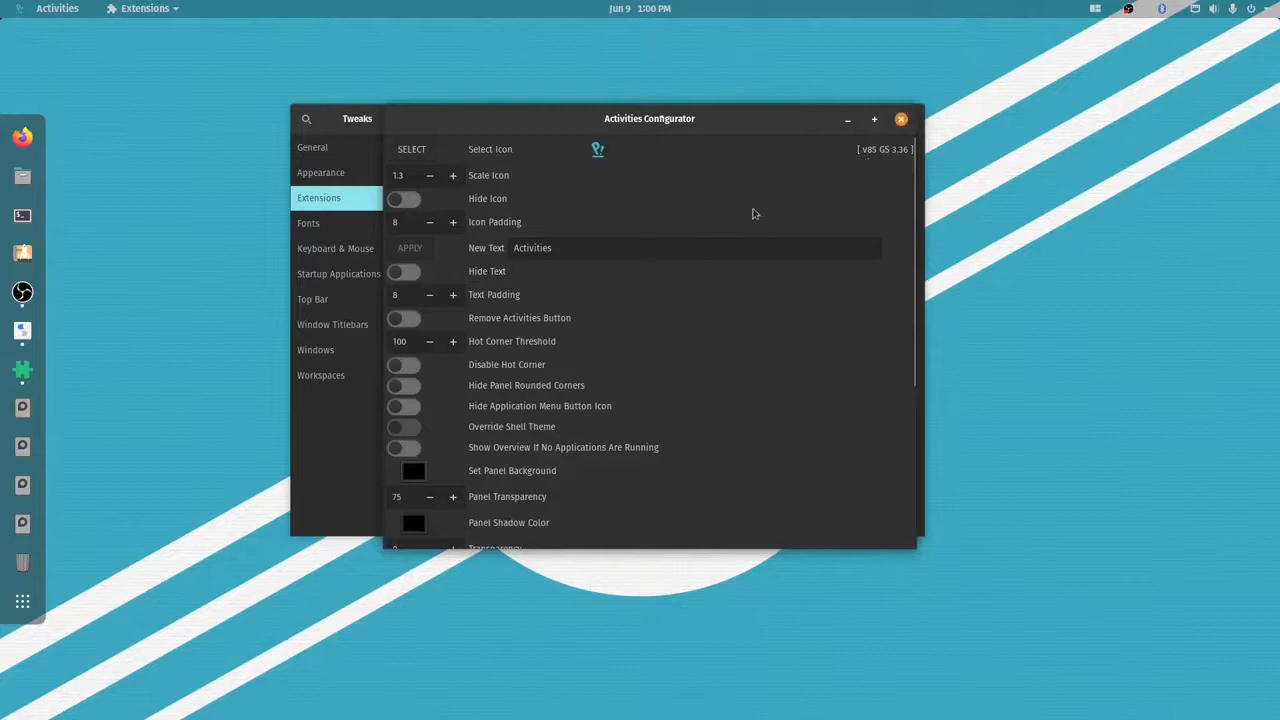 Activities Extensions Jun 9 1:00 PM
Tweaks Activities Configurator
General
Appearance
Extensions
Fonts
Keyboard & Mouse
Startup Applications
Top Bar
Window Titlebars
Windows
Workspaces
SELECT Select Icon [ v85 GS 3.36 ]
1.3 − + Scale Icon
Hide Icon
8 − + Icon Padding
APPLY New Text Activities
Hide Text
8 − + Text Padding
Remove Activities Button
100 − + Hot Corner Threshold
Disable Hot Corner
Hide Panel Rounded Corners
Hide Application Menu Button Icon
Override Shell Theme
Show Overview If No Applications Are Running
Set Panel Background
75 − + Panel Transparency
Panel Shadow Color
Transparency